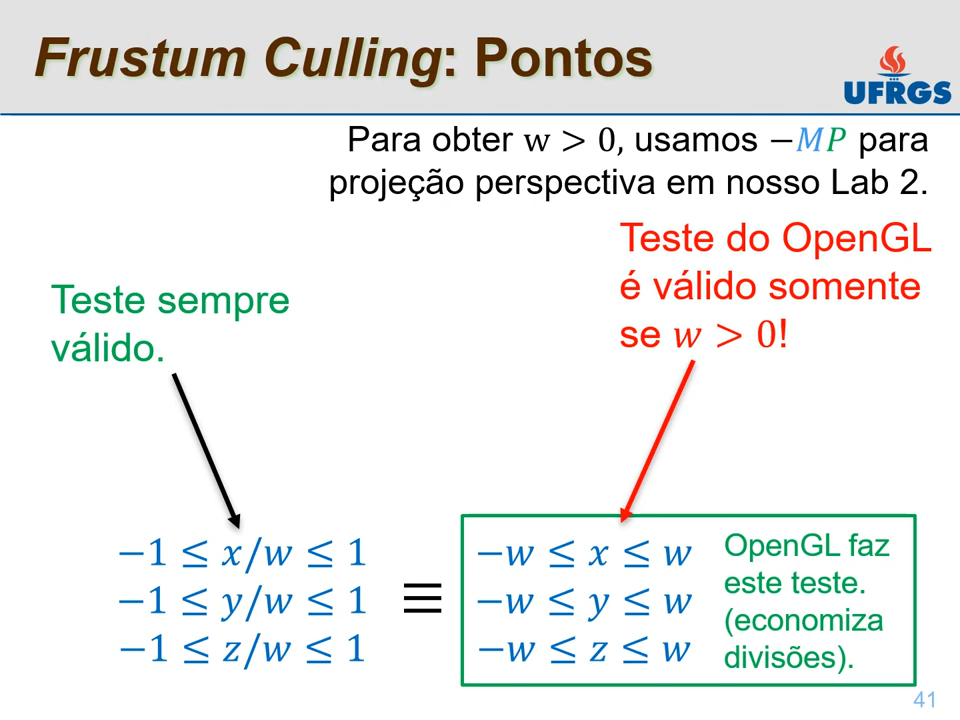 Frustum Culling: Pontos
UFRGS
Para obter w > 0, usamos −MP para
projeção perspectiva em nosso Lab 2.
Teste do OpenGL
é válido somente
se w > 0!
Teste sempre
válido.
−1 ≤ x/w ≤ 1
−1 ≤ y/w ≤ 1
−1 ≤ z/w ≤ 1
≡
−w ≤ x ≤ w
−w ≤ y ≤ w
−w ≤ z ≤ w
OpenGL faz
este teste.
(economiza
divisões).
41